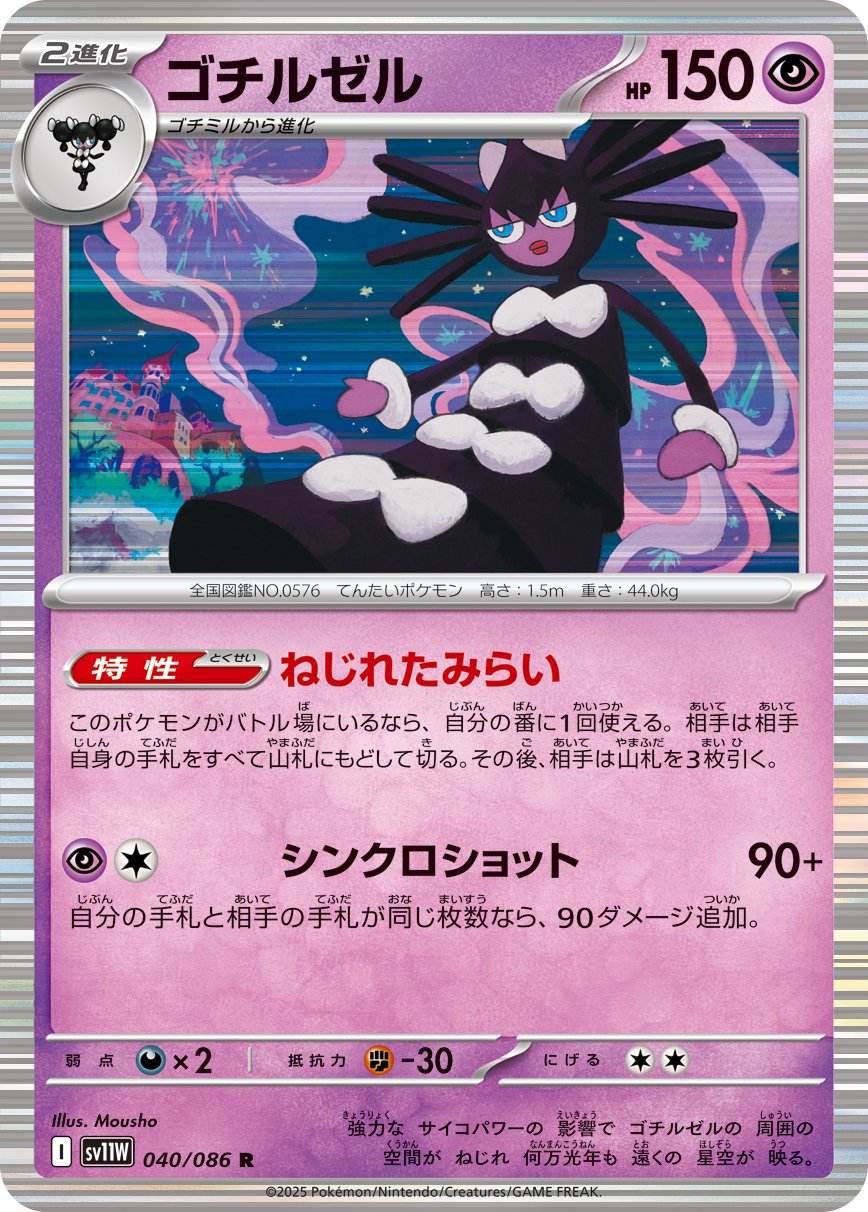 2進化
ゴチルゼル
HP 150
ゴチミルから進化
全国図鑑NO.0576 てんたいポケモン 高さ:1.5m 重さ:44.0kg
特性 とくせい ねじれたみらい
このポケモンがバトル場にいるなら、自分の番に1回使える。相手は相手
自身の手札をすべて山札にもどして切る。その後、相手は山札を3枚引く。
シンクロショット 90+
自分の手札と相手の手札が同じ枚数なら、90ダメージ追加。
弱点 ×2 抵抗力 -30 にげる
Illus. Mousho
強力な サイコパワーの 影響で ゴチルゼルの 周囲の
空間が ねじれ 何万光年も 遠くの 星空が 映る。
I sv11W 040/086 R
©2025 Pokémon/Nintendo/Creatures/GAME FREAK.